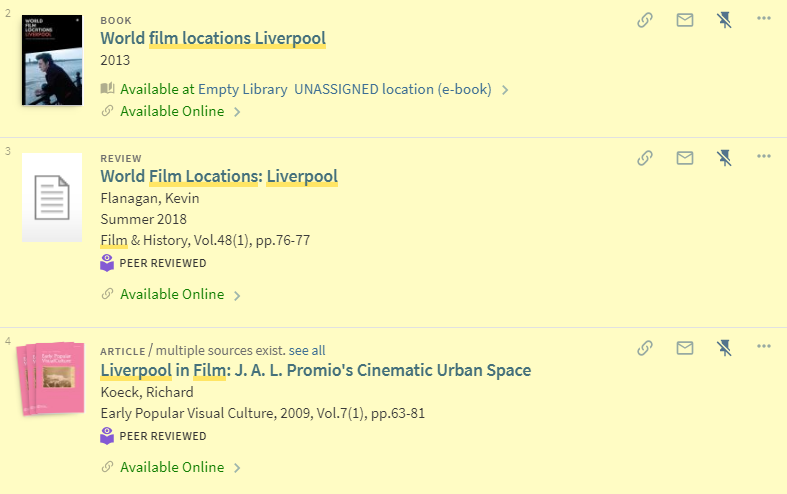 2
WORLD
FILM
LOCATIONS
LIVERPOOL
BOOK
World film locations Liverpool
2013
Available at Empty Library UNASSIGNED location (e-book)
Available Online
3
REVIEW
World Film Locations: Liverpool
Flanagan, Kevin
Summer 2018
Film & History, Vol.48(1), pp.76-77
PEER REVIEWED
Available Online
4
Early Popular
Visual Culture
ARTICLE / multiple sources exist. see all
Liverpool in Film: J. A. L. Promio's Cinematic Urban Space
Koeck, Richard
Early Popular Visual Culture, 2009, Vol.7(1), pp.63-81
PEER REVIEWED
Available Online